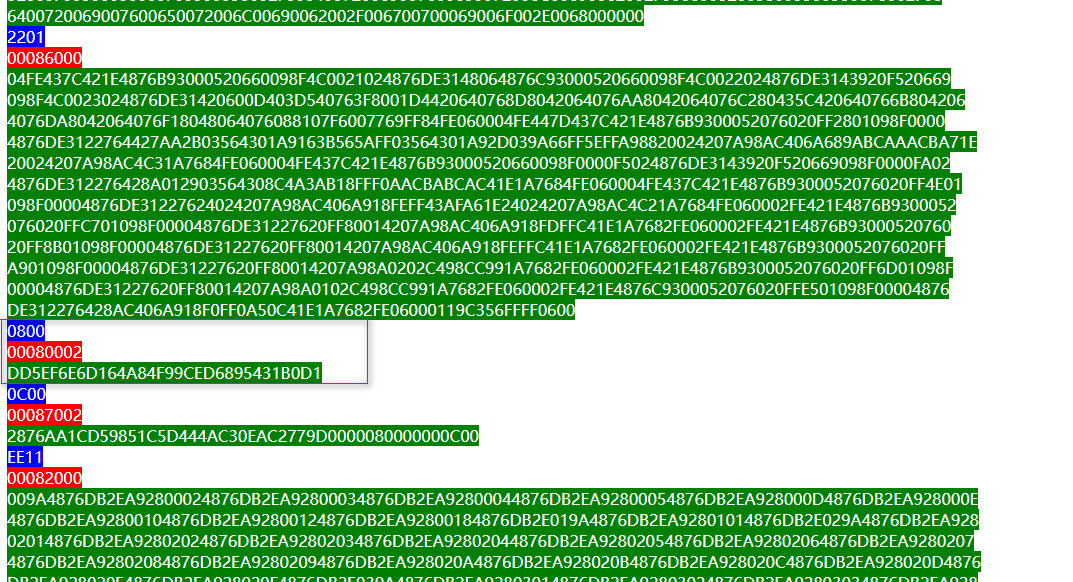 6400720069007600650072006C00690062002F006700700069006F002E0068000000
2201
00086000
04FE437C421E4876B93000520660098F4C0021024876DE3148064876C93000520660098F4C0022024876DE3143920F520669
098F4C0023024876DE31420600D403D540763F8001D4420640768D8042064076AA8042064076C280435C420640766B804206
4076DA8042064076F18048064076088107F6007769FF84FE060004FE447D437C421E4876B9300052076020FF2801098F0000
4876DE3122764427AA2B03564301A9163B565AFF03564301A92D039A66FF5EFFA98820024207A98AC406A689ABCAAACBA71E
20024207A98AC4C31A7684FE060004FE437C421E4876B93000520660098F0000F5024876DE3143920F520669098F0000FA02
4876DE312276428A012903564308C4A3AB18FFF0AACBABCAC41E1A7684FE060004FE437C421E4876B9300052076020FF4E01
098F00004876DE31227624024207A98AC406A918FEFF43AFA61E24024207A98AC4C21A7684FE060002FE421E4876B9300052
076020FFC701098F00004876DE31227620FF80014207A98AC406A918FDFFC41E1A7682FE060002FE421E4876B93000520760
20FF8B01098F00004876DE31227620FF80014207A98AC406A918FEFFC41E1A7682FE060002FE421E4876B9300052076020FF
A901098F00004876DE31227620FF80014207A98A0202C498CC991A7682FE060002FE421E4876B9300052076020FF6D01098F
00004876DE31227620FF80014207A98A0102C498CC991A7682FE060002FE421E4876C9300052076020FFE501098F00004876
DE312276428AC406A918F0FF0A50C41E1A7682FE06000119C356FFFF0600
0800
00080002
DD5EF6E6D164A84F99CED6895431B0D1
0C00
00087002
2876AA1CD59851C5D444AC30EAC2779D0000080000000C00
EE11
00082000
009A4876DB2EA92800024876DB2EA92800034876DB2EA92800044876DB2EA92800054876DB2EA928000D4876DB2EA928000E
4876DB2EA92800104876DB2EA92800124876DB2EA92800184876DB2E019A4876DB2EA92801014876DB2E029A4876DB2EA928
02014876DB2EA92802024876DB2EA92802034876DB2EA92802044876DB2EA92802054876DB2EA92802064876DB2EA9280207
4876DB2EA92802084876DB2EA92802094876DB2EA928020A4876DB2EA928020B4876DB2EA928020C4876DB2EA928020D4876